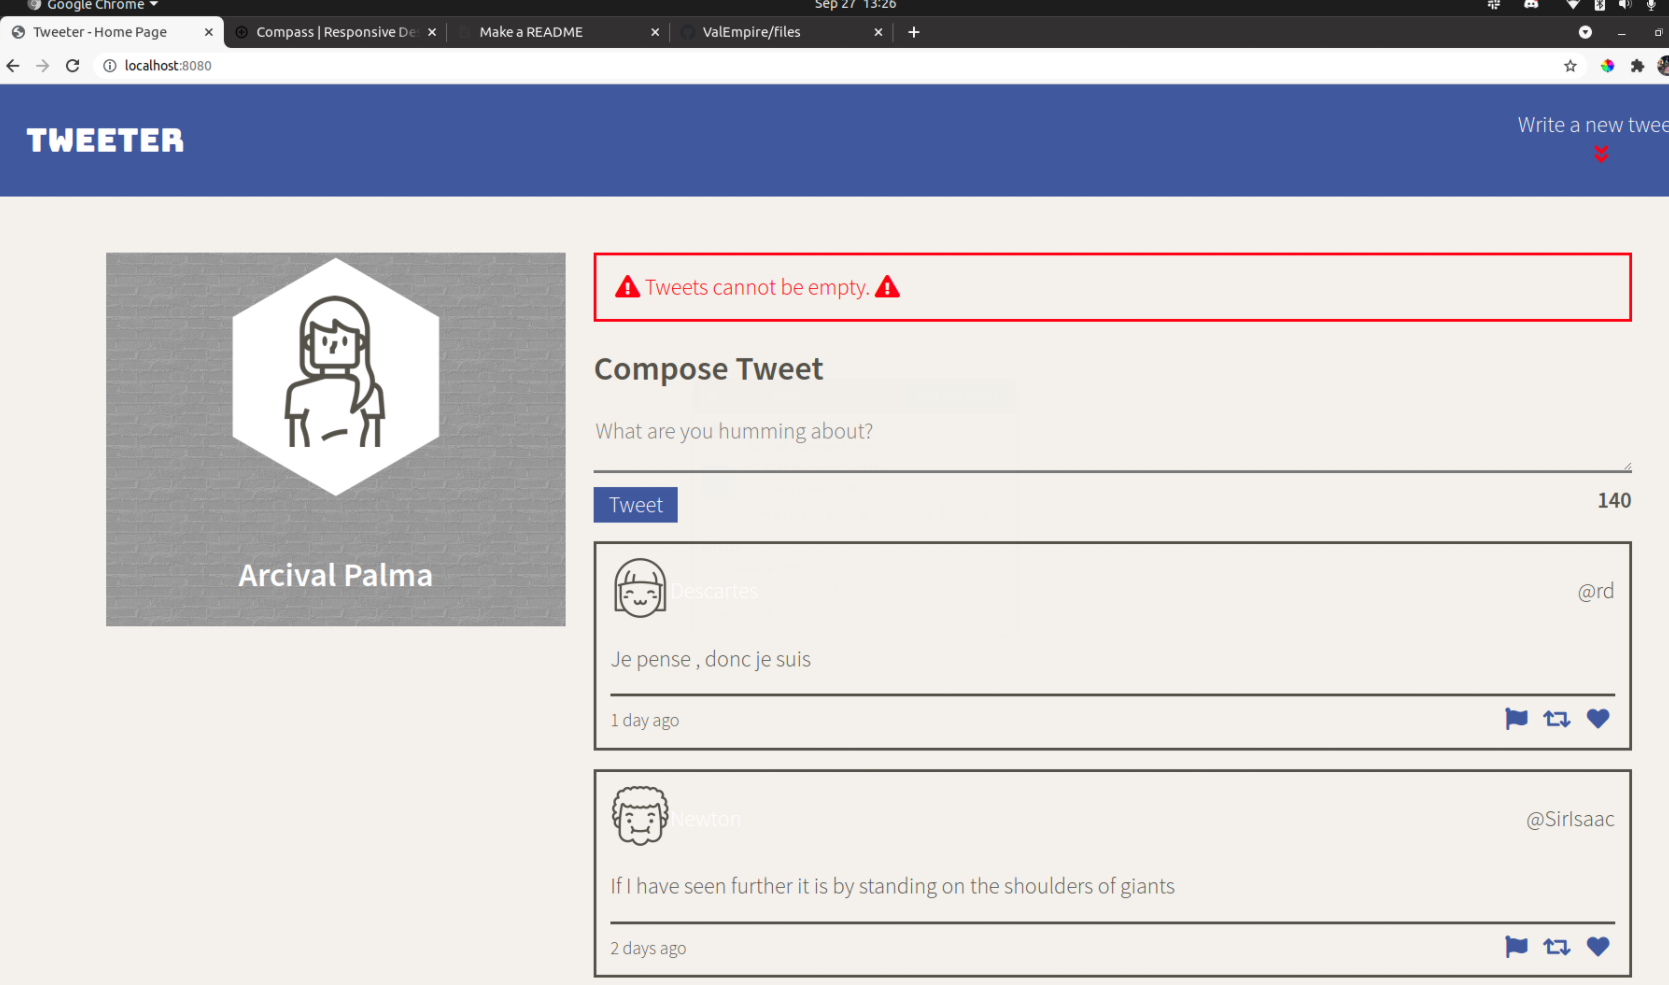 Google Chrome
Sep 27 13:26
Tweeter - Home Page
Compass | Responsive De
Make a README
ValEmpire/files
localhost:8080
TWEETER
Write a new twee
Tweets cannot be empty.
Compose Tweet
What are you humming about?
Tweet
140
Arcival Palma
Descartes
@rd
Je pense , donc je suis
1 day ago
Newton
@SirIsaac
If I have seen further it is by standing on the shoulders of giants
2 days ago